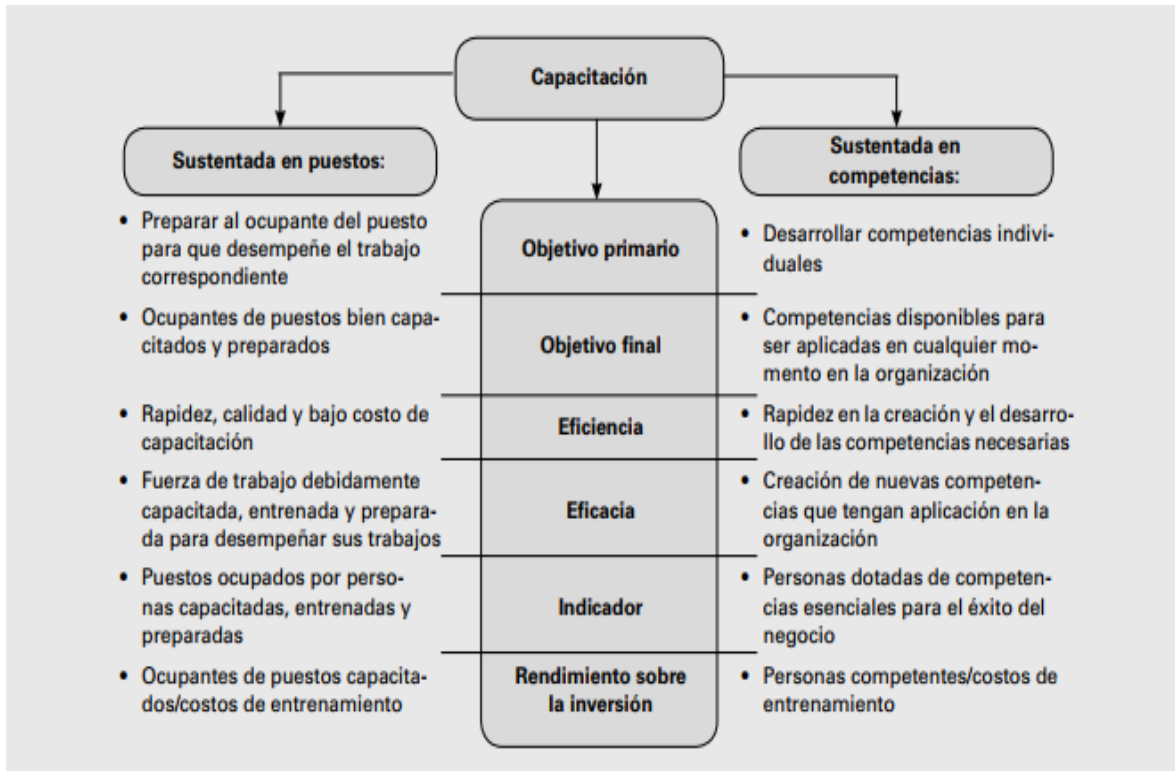 Capacitación
Sustentada en puestos:
Sustentada en
competencias:
• Preparar al ocupante del puesto
para que desempeñe el trabajo
correspondiente
Objetivo primario
• Desarrollar competencias indivi-
duales
• Ocupantes de puestos bien capa-
citados y preparados
Objetivo final
• Competencias disponibles para
ser aplicadas en cualquier mo-
mento en la organización
• Rapidez, calidad y bajo costo de
capacitación
Eficiencia
• Rapidez en la creación y el desarro-
llo de las competencias necesarias
• Fuerza de trabajo debidamente
capacitada, entrenada y prepara-
da para desempeñar sus trabajos
Eficacia
• Creación de nuevas competen-
cias que tengan aplicación en la
organización
• Puestos ocupados por perso-
nas capacitadas, entrenadas y
preparadas
Indicador
• Personas dotadas de competen-
cias esenciales para el éxito del
negocio
• Ocupantes de puestos capacita-
dos/costos de entrenamiento
Rendimiento sobre
la inversión
• Personas competentes/costos de
entrenamiento